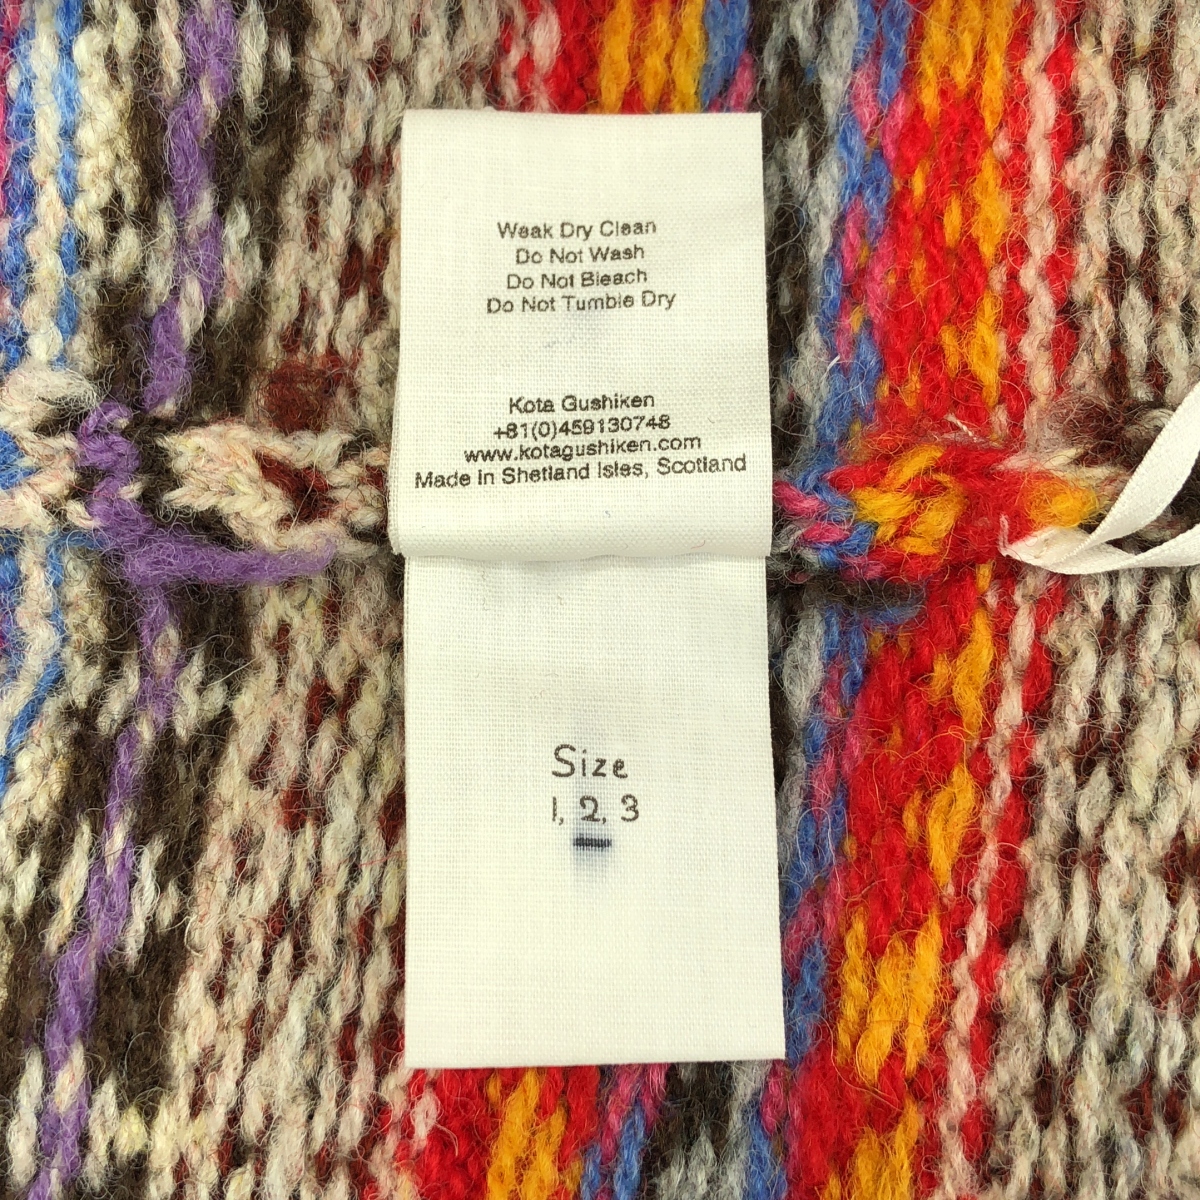 Weak Dry Clean
Do Not Wash
Do Not Bleach
Do Not Tumble Dry
Kota Gushiken
+81(0)459130748
www.kotagushiken.com
Made in Shetland Isles, Scotland
Size
1, 2, 3